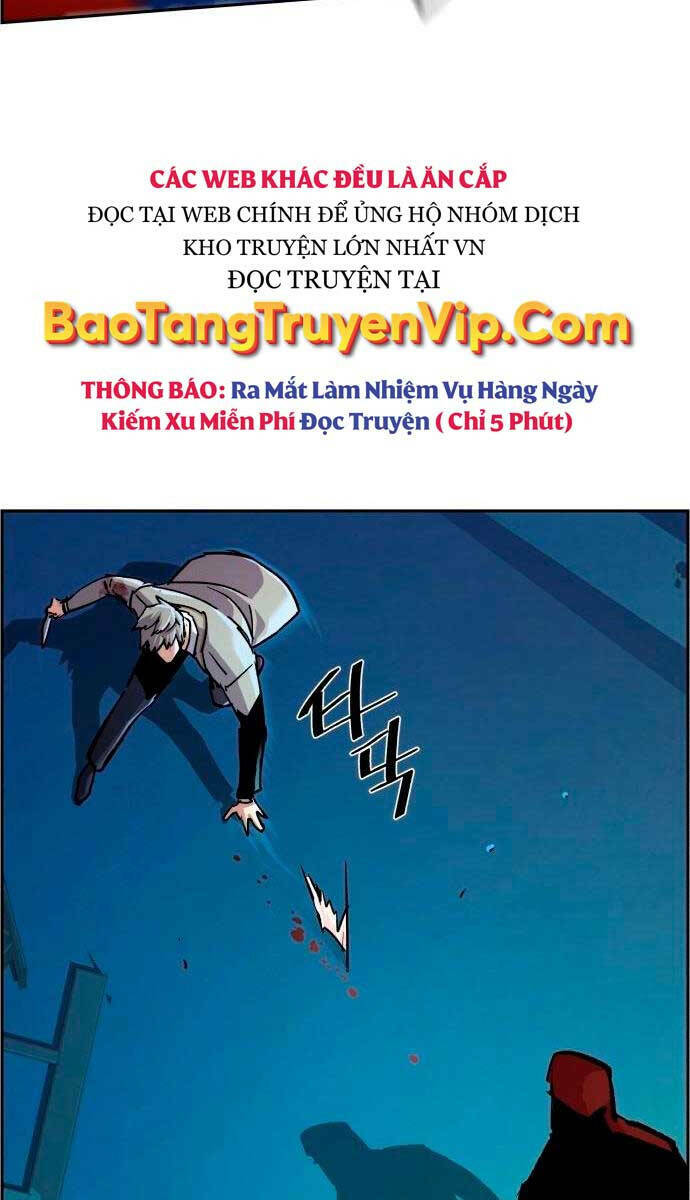 CÁC WEB KHÁC ĐỀU LÀ ĂN CẮP
ĐỌC TẠI WEB CHÍNH ĐỂ ỦNG HỘ NHÓM DỊCH
KHO TRUYỆN LỚN NHẤT VN
ĐỌC TRUYỆN TẠI
BaoTangTruyenVip.Com
THÔNG BÁO: Ra Mắt Làm Nhiệm Vụ Hàng Ngày
Kiếm Xu Miễn Phí Đọc Truyện ( Chỉ 5 Phút)
타
닥